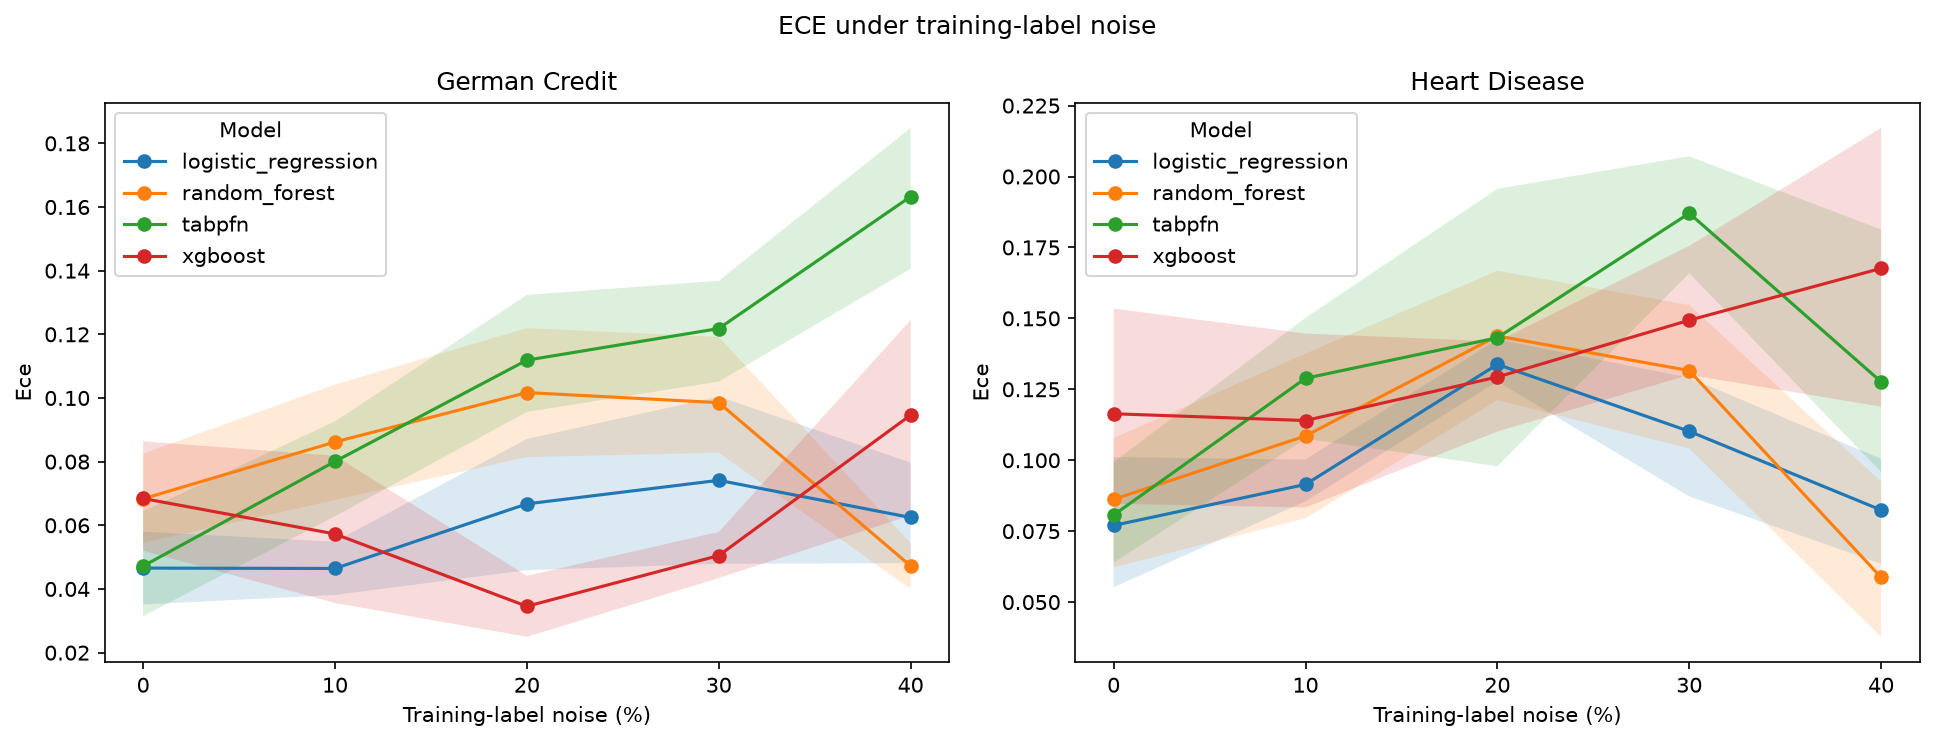 ECE under training-label noise
German Credit
Ece
0.18
0.16
0.14
0.12
0.10
0.08
0.06
0.04
0.02
Model
logistic_regression
random_forest
tabpfn
xgboost
0 10 20 30 40
Training-label noise (%)
Heart Disease
Ece
0.225
0.200
0.175
0.150
0.125
0.100
0.075
0.050
Model
logistic_regression
random_forest
tabpfn
xgboost
0 10 20 30 40
Training-label noise (%)